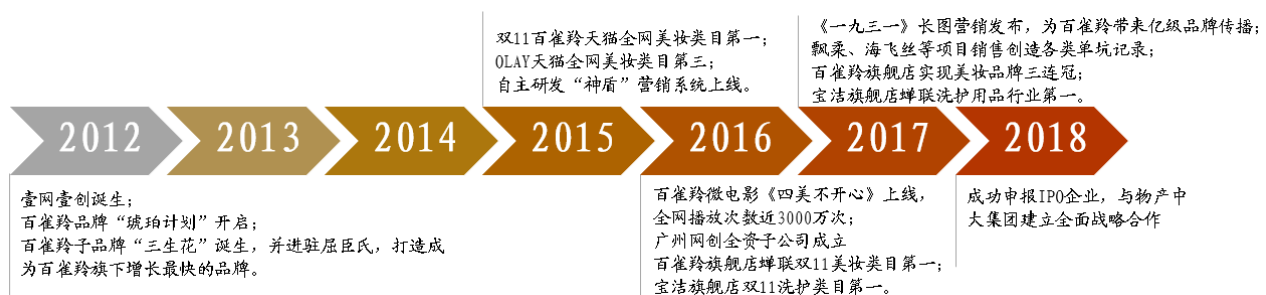 双11百雀羚天猫全网美妆类目第一；
OLAY天猫全网美妆类目第三；
自主研发“神盾”营销系统上线。
《一九三一》长图营销发布，为百雀羚带来亿级品牌传播；
飘柔、海飞丝等项目销售创造各类单坑记录；
百雀羚旗舰店实现美妆品牌三连冠；
宝洁旗舰店蝉联洗护用品行业第一。
2012 2013 2014 2015 2016 2017 2018
壹网壹创诞生；
百雀羚品牌“琥珀计划”开启；
百雀羚子品牌“三生花”诞生，并进驻屈臣氏，打造成
为百雀羚旗下增长最快的品牌。
百雀羚微电影《四美不开心》上线，
全网播放次数近3000万次；
广州网创全资子公司成立
百雀羚旗舰店蝉联双11美妆类目第一；
宝洁旗舰店双11洗护类目第一。
成功申报IPO企业，与物产中
大集团建立全面战略合作